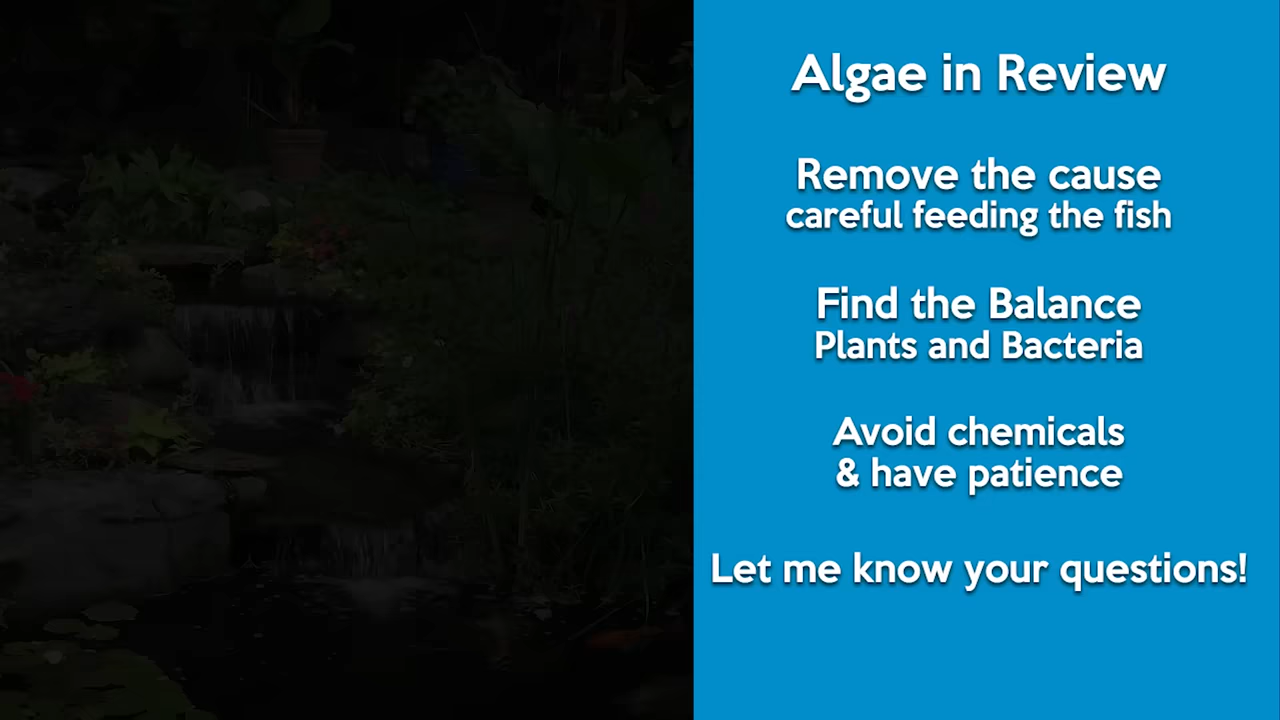 Algae in Review
Remove the cause
careful feeding the fish
Find the Balance
Plants and Bacteria
Avoid chemicals
& have patience
Let me know your questions!